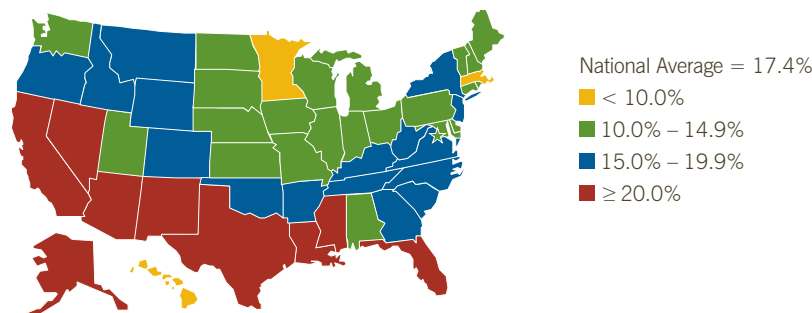 National Average = 17.4%
< 10.0%
10.0% – 14.9%
15.0% – 19.9%
≥ 20.0%